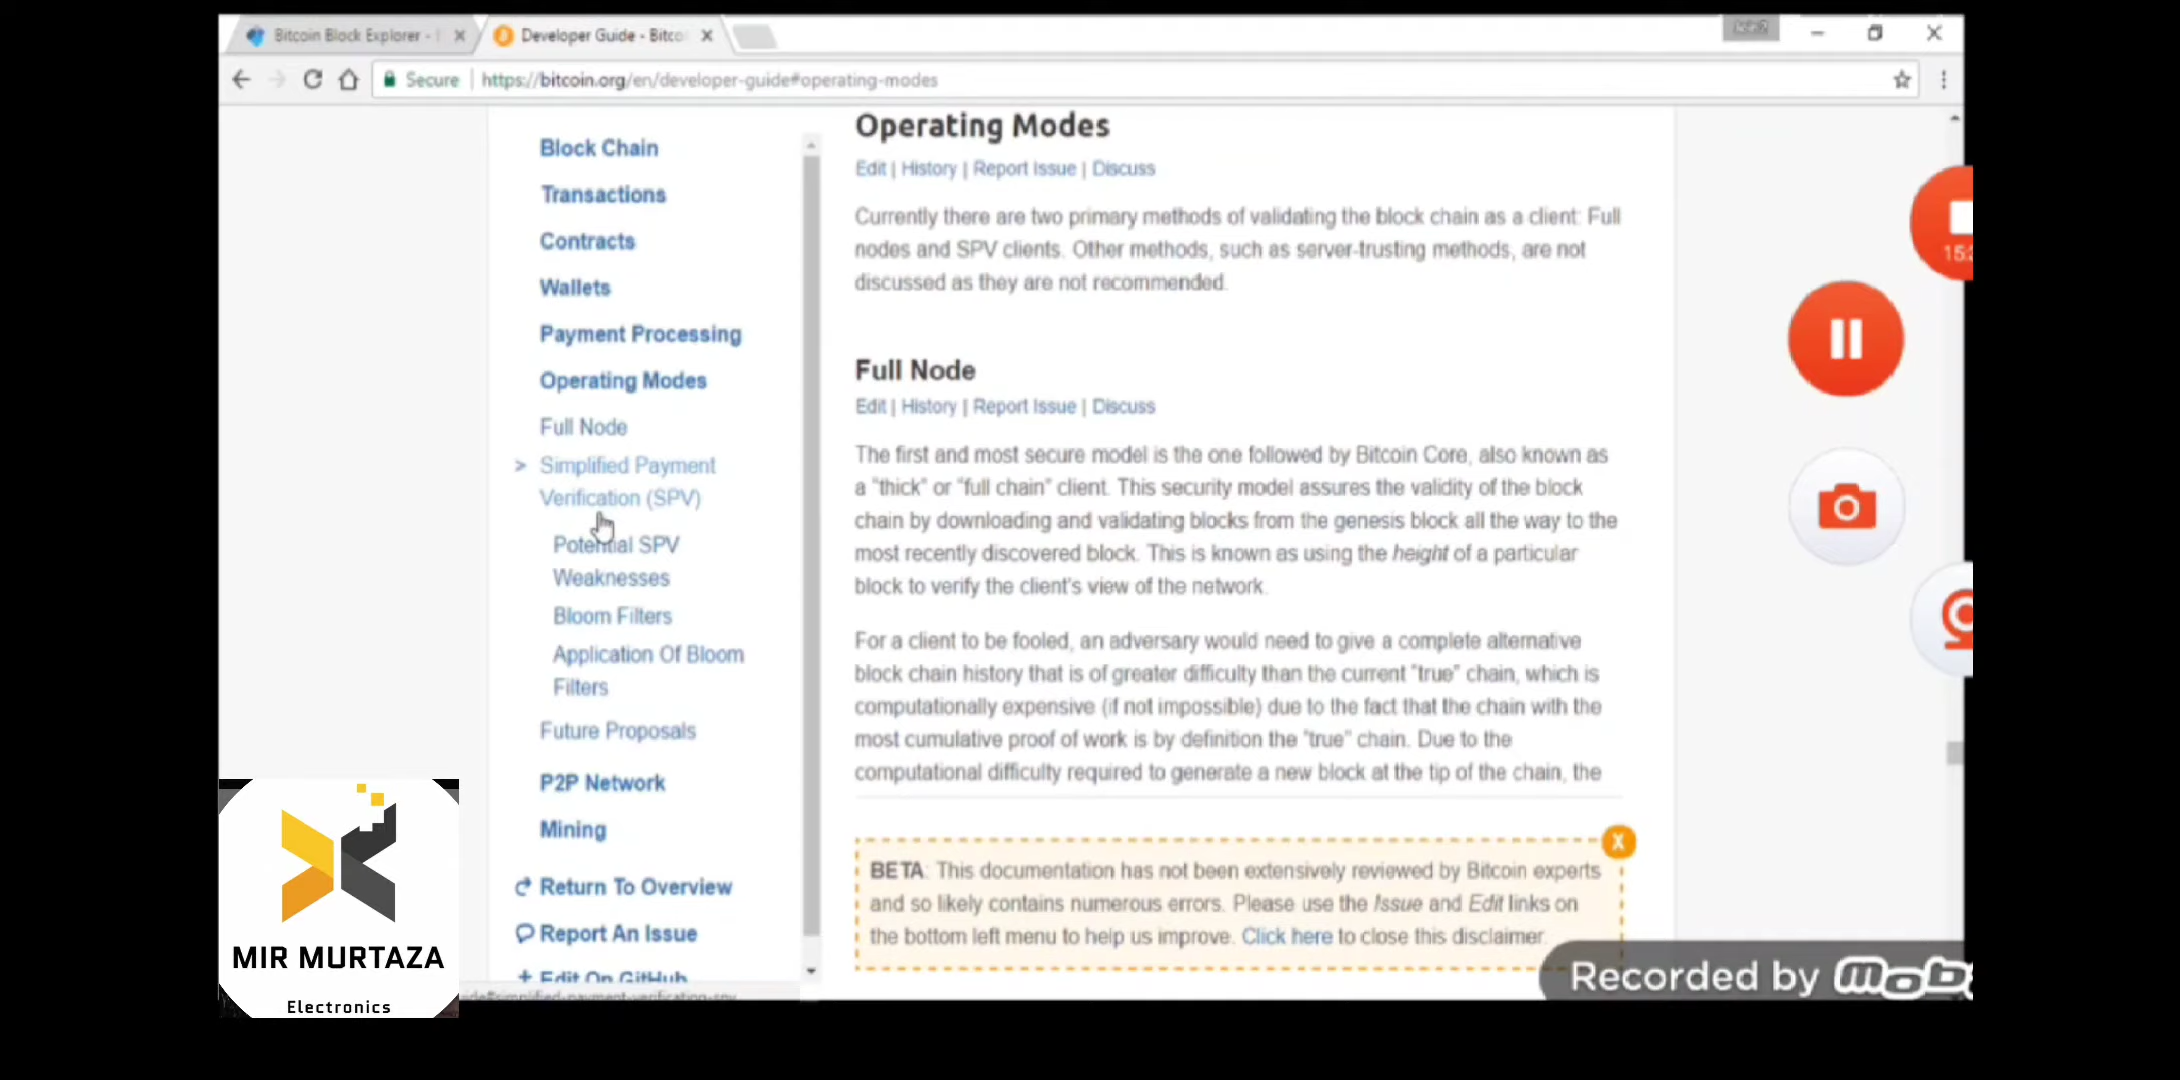 Bitcoin Block Explorer -
Developer Guide - Bitco
Secure
https://bitcoin.org/en/developer-guide#operating-modes
Block Chain
Transactions
Contracts
Wallets
Payment Processing
Operating Modes
Full Node
> Simplified Payment
Verification (SPV)
Potential SPV
Weaknesses
Bloom Filters
Application Of Bloom
Filters
Future Proposals
P2P Network
Mining
Return To Overview
Report An Issue
Edit On GitHub
Operating Modes
Edit | History | Report Issue | Discuss
Currently there are two primary methods of validating the block chain as a client: Full
nodes and SPV clients. Other methods, such as server-trusting methods, are not
discussed as they are not recommended.
Full Node
Edit | History | Report Issue | Discuss
The first and most secure model is the one followed by Bitcoin Core, also known as
a “thick” or “full chain” client. This security model assures the validity of the block
chain by downloading and validating blocks from the genesis block all the way to the
most recently discovered block. This is known as using the height of a particular
block to verify the client’s view of the network.
For a client to be fooled, an adversary would need to give a complete alternative
block chain history that is of greater difficulty than the current “true” chain, which is
computationally expensive (if not impossible) due to the fact that the chain with the
most cumulative proof of work is by definition the “true” chain. Due to the
computational difficulty required to generate a new block at the tip of the chain, the
X
BETA: This documentation has not been extensively reviewed by Bitcoin experts
and so likely contains numerous errors. Please use the Issue and Edit links on
the bottom left menu to help us improve. Click here to close this disclaimer.
15:
MIR MURTAZA
Electronics
Recorded by mob